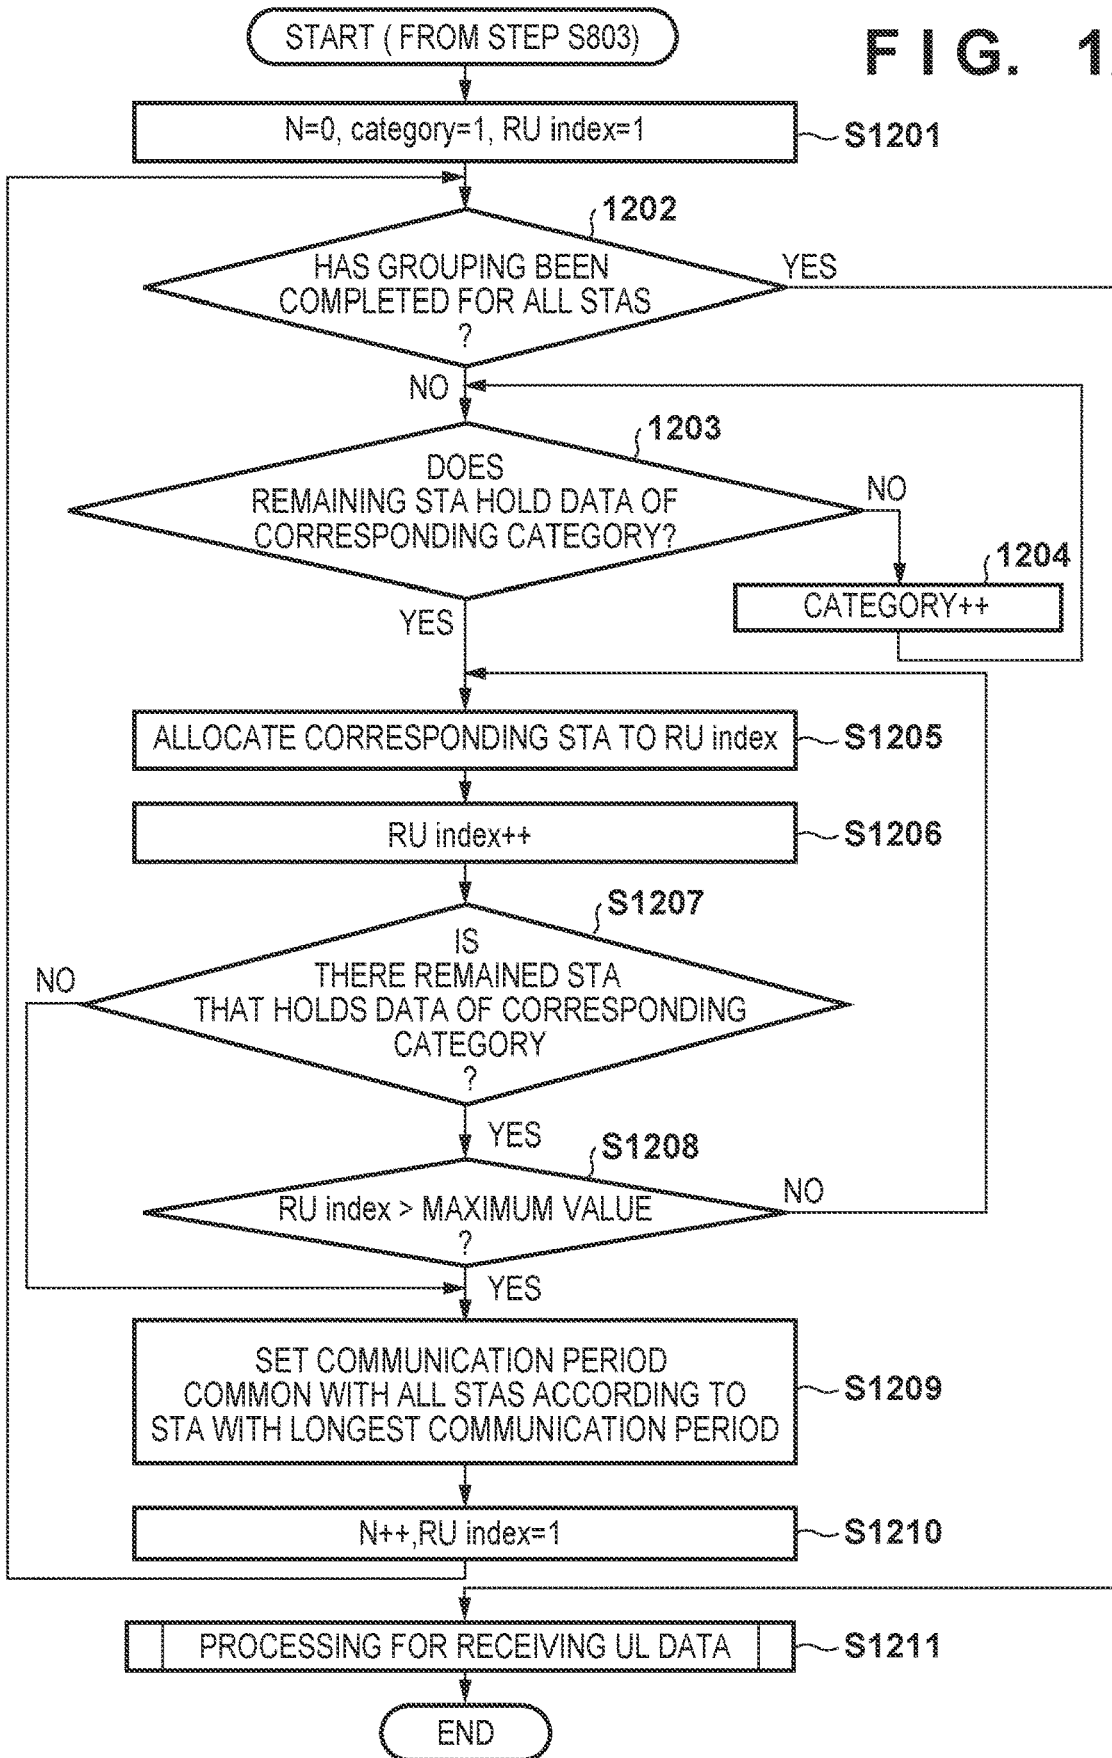 START ( FROM STEP S803)
FIG. 1
N=0, category=1, RU index=1
S1201
1202
HAS GROUPING BEEN
COMPLETED FOR ALL STAS
?
YES
NO
1203
DOES
REMAINING STA HOLD DATA OF
CORRESPONDING CATEGORY?
NO
1204
CATEGORY++
YES
ALLOCATE CORRESPONDING STA TO RU index
S1205
RU index++
S1206
S1207
IS
THERE REMAINED STA
THAT HOLDS DATA OF CORRESPONDING
CATEGORY
?
NO
YES
S1208
RU index > MAXIMUM VALUE
?
NO
YES
SET COMMUNICATION PERIOD
COMMON WITH ALL STAS ACCORDING TO
STA WITH LONGEST COMMUNICATION PERIOD
S1209
N++,RU index=1
S1210
PROCESSING FOR RECEIVING UL DATA
S1211
END